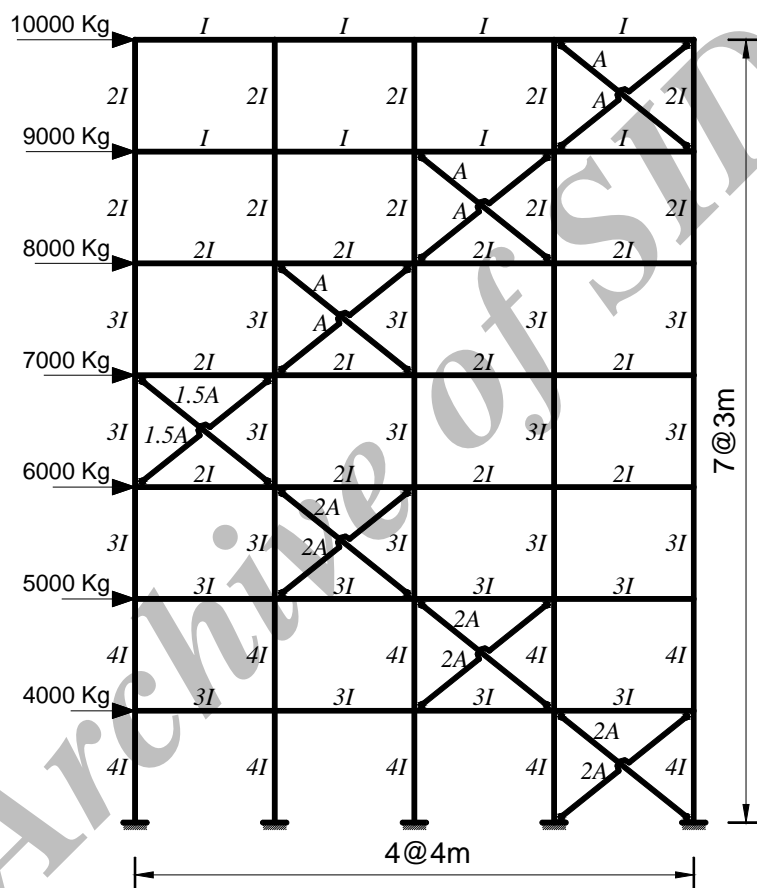 10000 Kg I I I I
A
2I 2I 2I 2I A 2I
9000 Kg I I I I
A
2I 2I 2I A 2I 2I
8000 Kg 2I 2I 2I 2I
A
3I 3I A 3I 3I 3I
7000 Kg 2I 2I 2I 2I
1.5A
3I 1.5A 3I 3I 3I 3I
7@3m
6000 Kg 2I 2I 2I 2I
2A
3I 3I 2A 3I 3I 3I
5000 Kg 3I 3I 3I 3I
2A
4I 4I 4I 2A 4I 4I
4000 Kg 3I 3I 3I 3I
2A
4I 4I 4I 4I 2A 4I
4@4m
Archive of SID